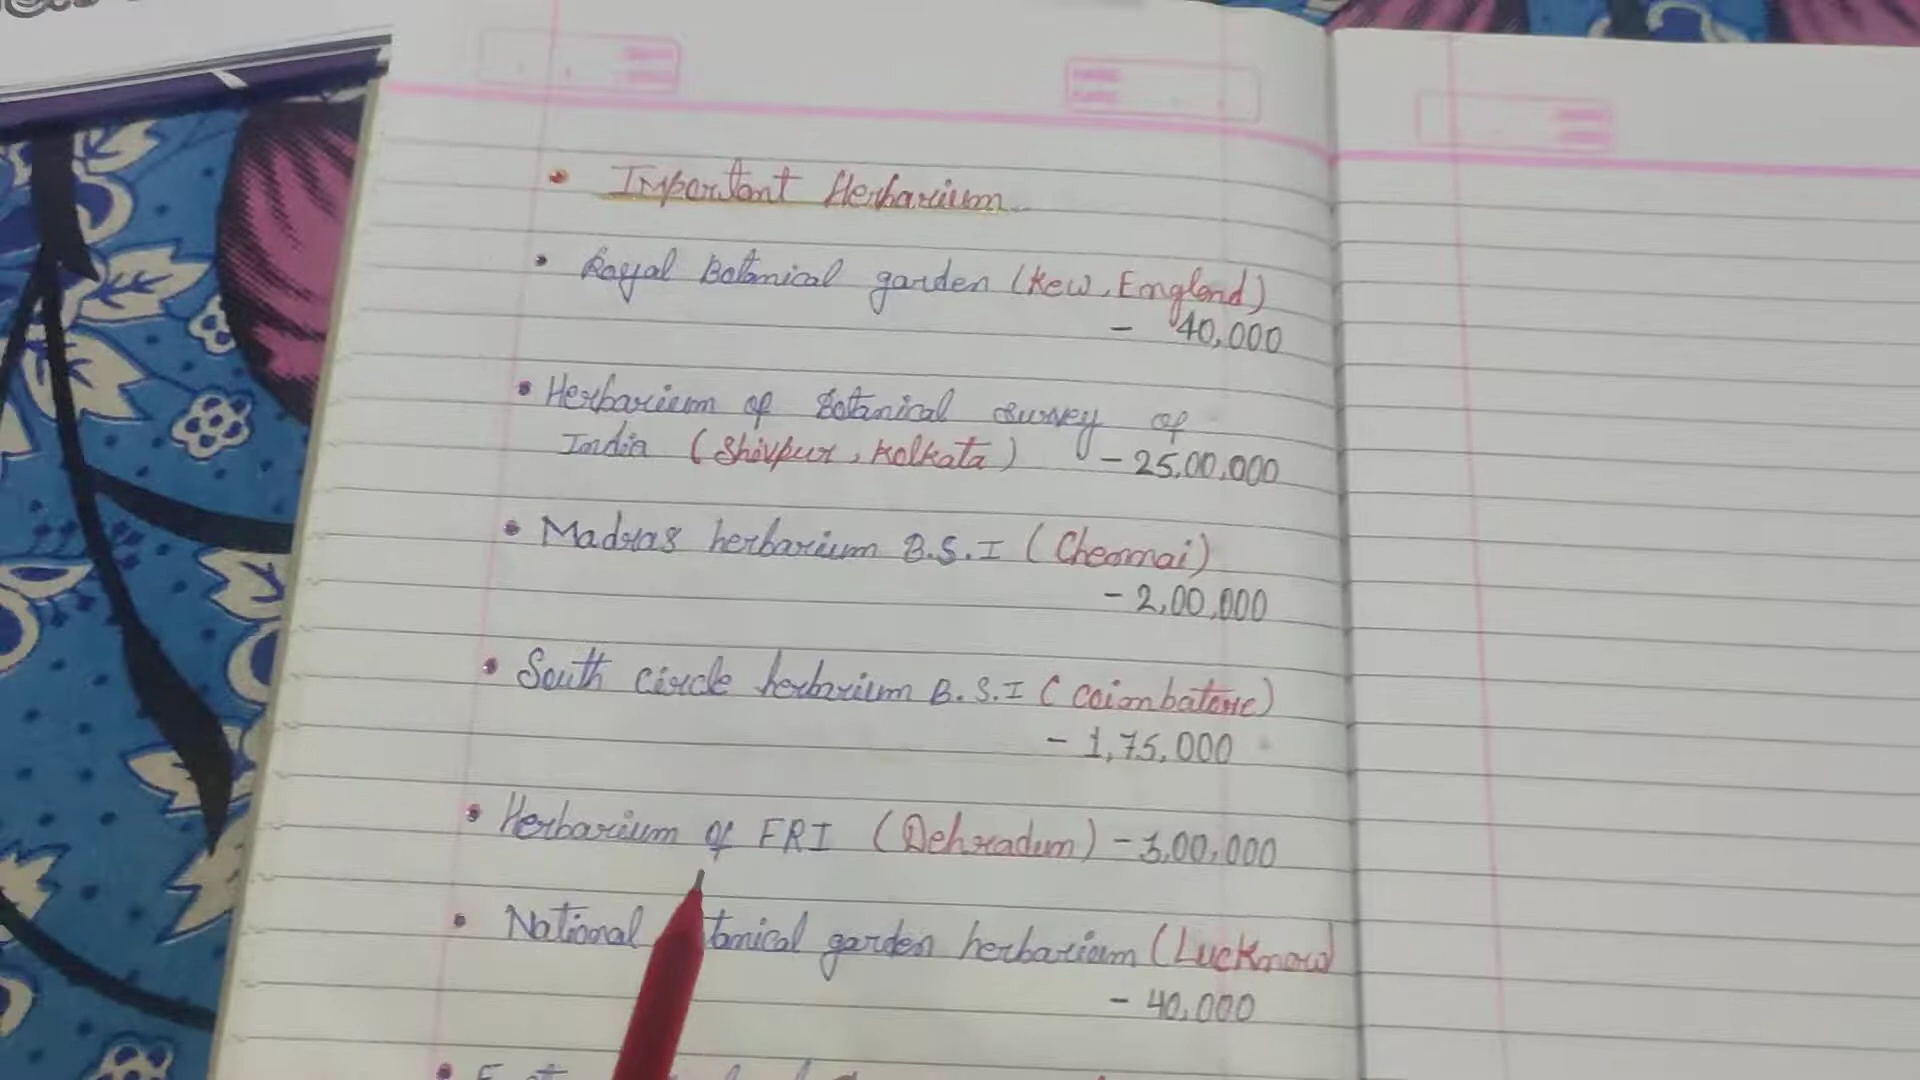 • Important Herbarium
• Royal Botanical garden (Kew, England)
- 40,000
• Herbarium of Botanical Survey of
India (Shivpur, Kolkata) - 25,00,000
• Madras herbarium B.S.I (Chennai)
- 2,00,000
• South circle herbarium B.S.I (Coimbatore)
- 1,75,000
• Herbarium of FRI (Dehradun) - 3,00,000
• National garden herbarium (Lucknow)
- 40,000